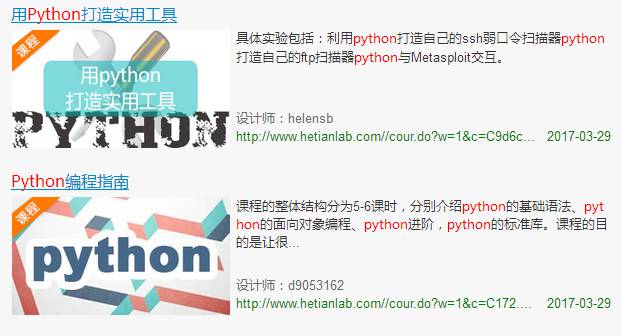 用Python打造实用工具
课程
用python
打造实用工具
PYTHON
具体实验包括：利用python打造自己的ssh弱口令扫描器python
打造自己的ftp扫描器python与Metasploit交互。
设计师：helensb
http://www.hetianlab.com//cour.do?w=1&c=C9d6c... 2017-03-29
Python编程指南
课程
python
课程的整体结构分为5-6课时，分别介绍python的基础语法、pyt
hon的面向对象编程、python进阶，python的标准库。课程的目
的是让很...
设计师：d9053162
http://www.hetianlab.com//cour.do?w=1&c=C172.... 2017-03-29